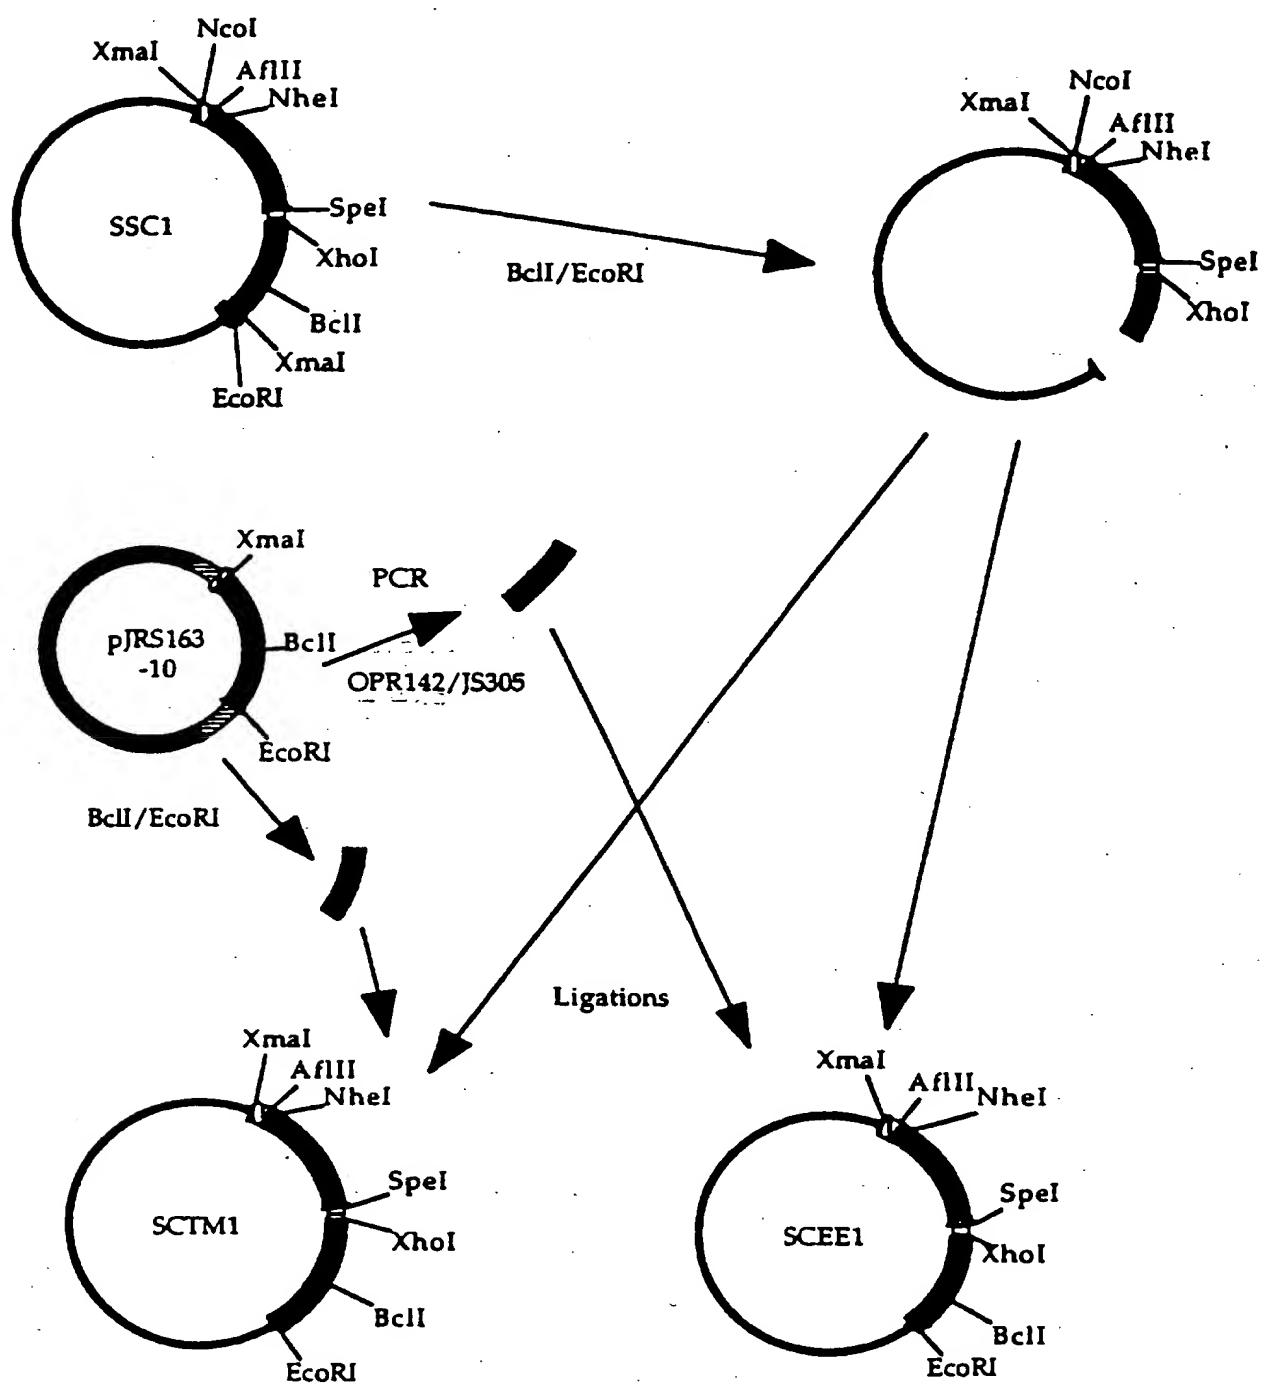 NcoI
XmaI
AflII
NheI
SSC1
SpeI
XhoI
BclI
XmaI
EcoRI
BclI/EcoRI
NcoI
XmaI
AflII
NheI
SpeI
XhoI
XmaI
pJRS163
-10
BclI
EcoRI
PCR
OPR142/JS305
BclI/EcoRI
Ligations
XmaI
AflII
NheI
SCTM1
SpeI
XhoI
BclI
EcoRI
XmaI
AflII
NheI
SCEE1
SpeI
XhoI
BclI
EcoRI